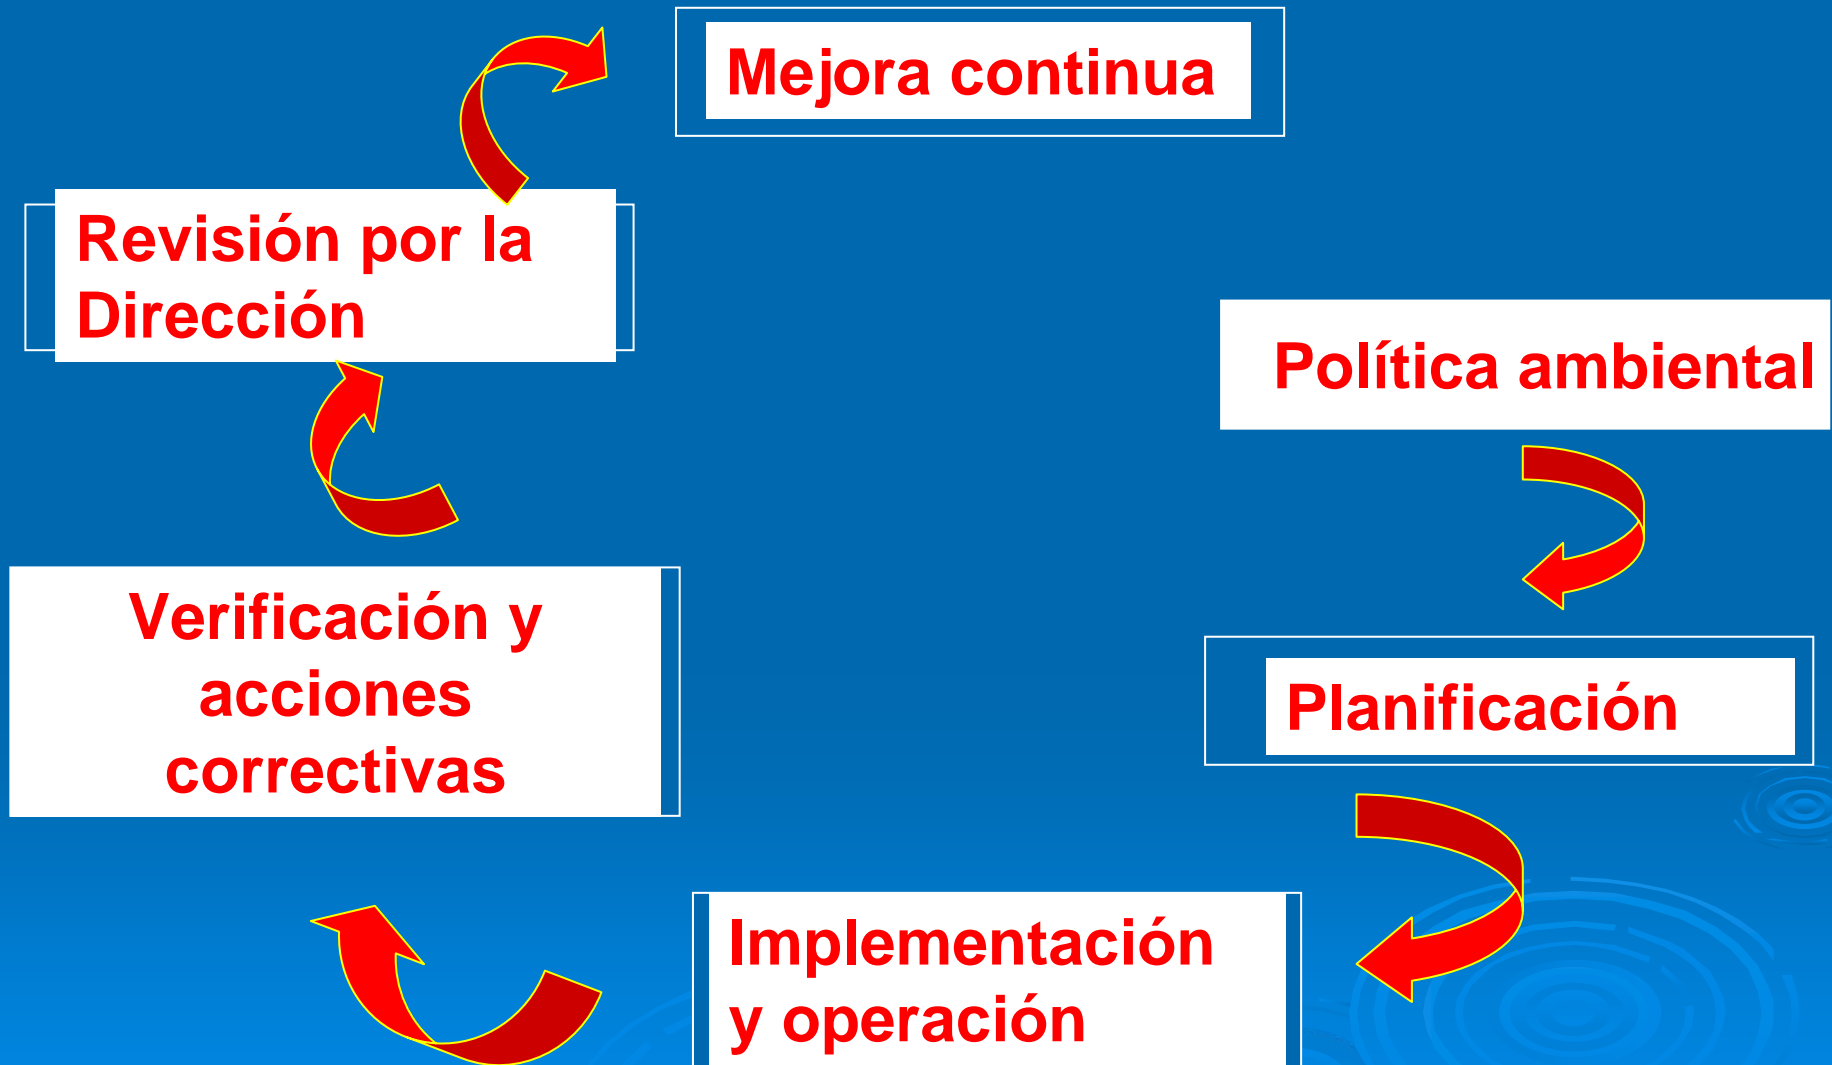 Mejora continua
Revisión por la
Dirección
Política ambiental
Verificación y
acciones
correctivas
Planificación
Implementación
y operación